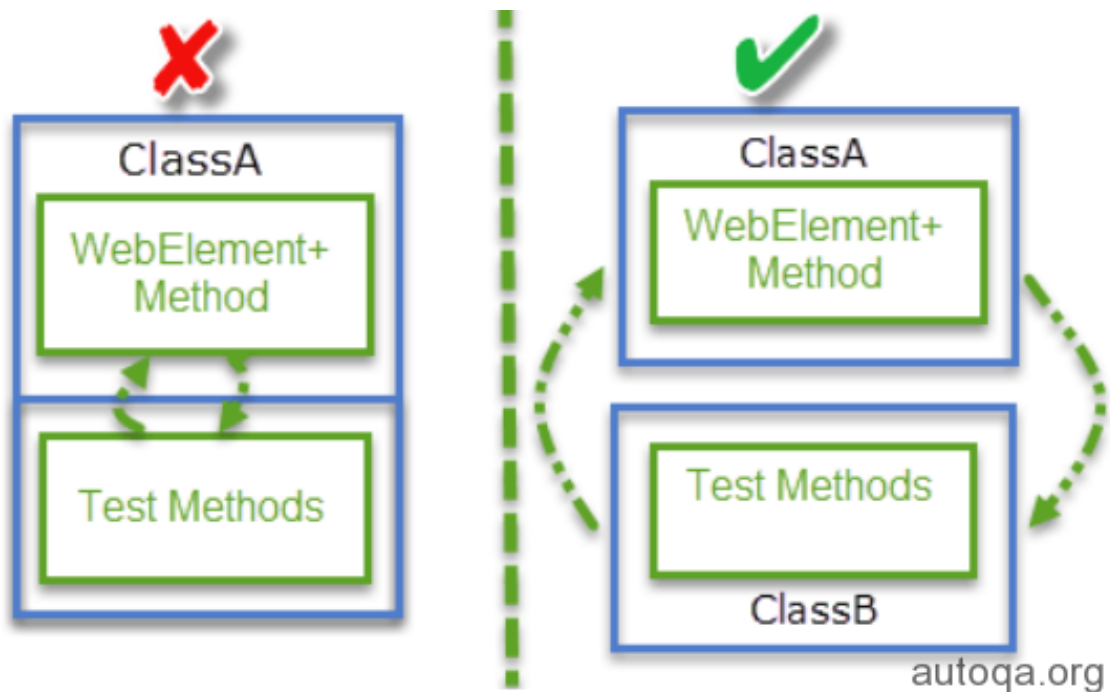 ClassA
WebElement+
Method
Test Methods
ClassA
WebElement+
Method
Test Methods
ClassB
autoqa.org